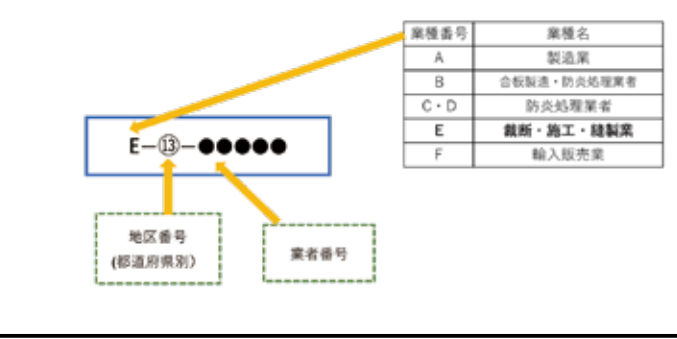 業種番号 業種名
A 製造業
B 合板製造・防炎処理業者
C・D 防炎処理業者
E 裁断・施工・縫製業
F 輸入販売業
E－⑬－●●●●●
地区番号
(都道府県別）
業者番号